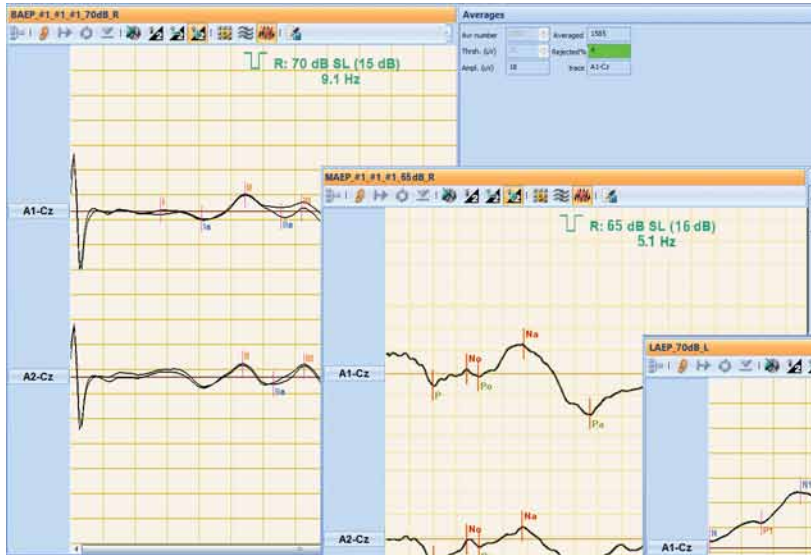 BAEP_#1_#1_#1_70dB_R
R: 70 dB SL (15 dB)
9.1 Hz
A1-Cz
I
Ia
II
IIa
III
A2-Cz
II
IIa
III
Averages
Avr number
Averaged
1505
Thrsh. (uV)
Rejected%
Ampl. (uV)
18
trace
A1-Cz
MAEP_#1_#1_#1_65dB_R
R: 65 dB SL (16 dB)
5.1 Hz
A1-Cz
P
No
Po
Na
Pa
A2-Cz
No
Na
LAEP_70dB_L
A1-Cz
P1
N1